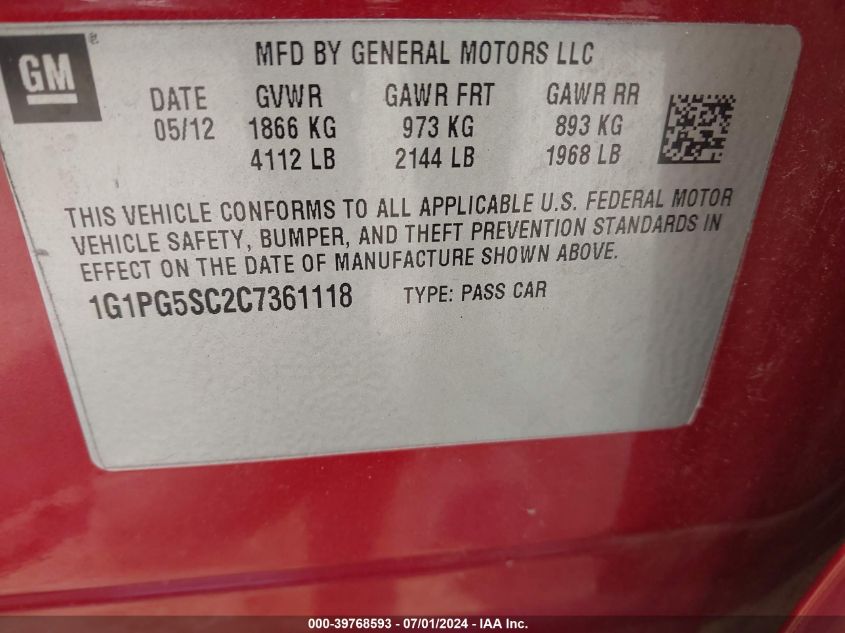 GM®
MFD BY GENERAL MOTORS LLC
DATE GVWR GAWR FRT GAWR RR
05/12 1866 KG 973 KG 893 KG
4112 LB 2144 LB 1968 LB
THIS VEHICLE CONFORMS TO ALL APPLICABLE U.S. FEDERAL MOTOR
VEHICLE SAFETY, BUMPER, AND THEFT PREVENTION STANDARDS IN
EFFECT ON THE DATE OF MANUFACTURE SHOWN ABOVE.
1G1PG5SC2C7361118 TYPE: PASS CAR
000-39768593 - 07/01/2024 - IAA Inc.